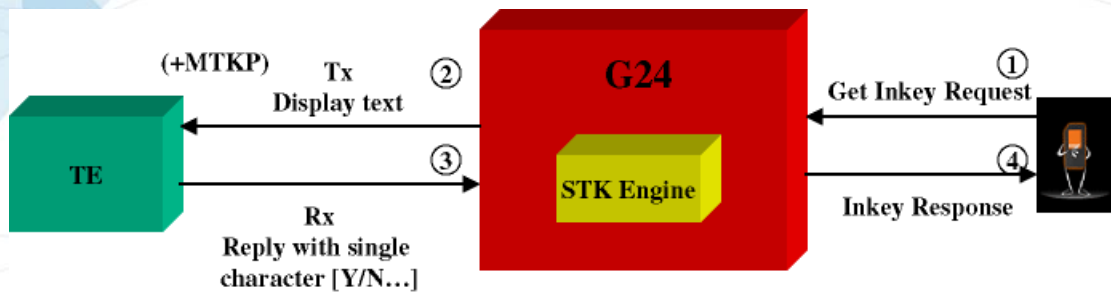 (+MTKP)
Tx
②
Display text
TE
③
Rx
Reply with single
character [Y/N…]
G24
STK Engine
①
Get Inkey Request
④
Inkey Response